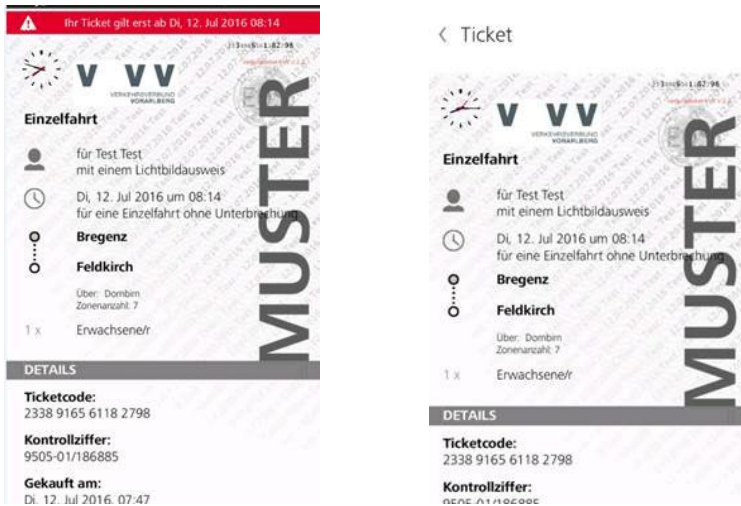 Ihr Ticket gilt erst ab Di, 12. Jul 2016 08:14
V VV
VERKEHRSVERBUND
VORARLBERG
Einzelfahrt
für Test Test
mit einem Lichtbildausweis
Di, 12. Jul 2016 um 08:14
für eine Einzelfahrt ohne Unterbrechung
Bregenz
Feldkirch
Über: Dornbirn
Zonenanzahl: 7
1 x Erwachsene/r
MUSTER
DETAILS
Ticketcode:
2338 9165 6118 2798
Kontrollziffer:
9505-01/186885
Gekauft am:
Di, 12. Jul 2016, 07:47
Ticket
V VV
VERKEHRSVERBUND
VORARLBERG
Einzelfahrt
für Test Test
mit einem Lichtbildausweis
Di, 12. Jul 2016 um 08:14
für eine Einzelfahrt ohne Unterbrechung
Bregenz
Feldkirch
Über: Dornbirn
Zonenanzahl: 7
1 x Erwachsene/r
MUSTER
DETAILS
Ticketcode:
2338 9165 6118 2798
Kontrollziffer:
9505-01/186885